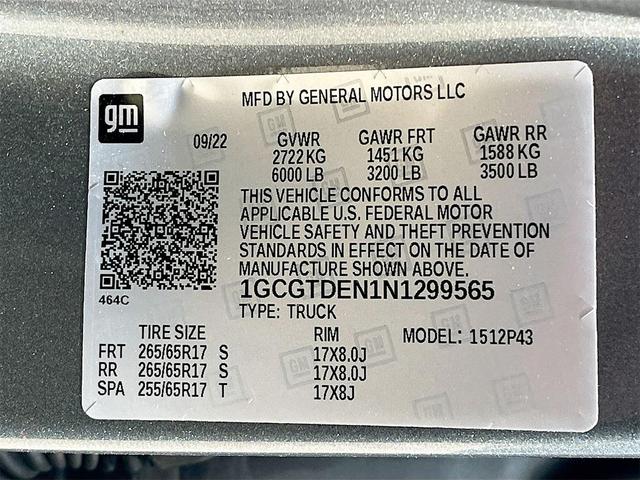 MFD BY GENERAL MOTORS LLC
gm
09/22 GVWR GAWR FRT GAWR RR
2722 KG 1451 KG 1588 KG
6000 LB 3200 LB 3500 LB
THIS VEHICLE CONFORMS TO ALL
APPLICABLE U.S. FEDERAL MOTOR
VEHICLE SAFETY AND THEFT PREVENTION
STANDARDS IN EFFECT ON THE DATE OF
MANUFACTURE SHOWN ABOVE.
464C
1GCGTDEN1N1299565
TYPE: TRUCK
TIRE SIZE RIM MODEL: 1512P43
FRT 265/65R17 S 17X8.0J
RR 265/65R17 S 17X8.0J
SPA 255/65R17 T 17X8J